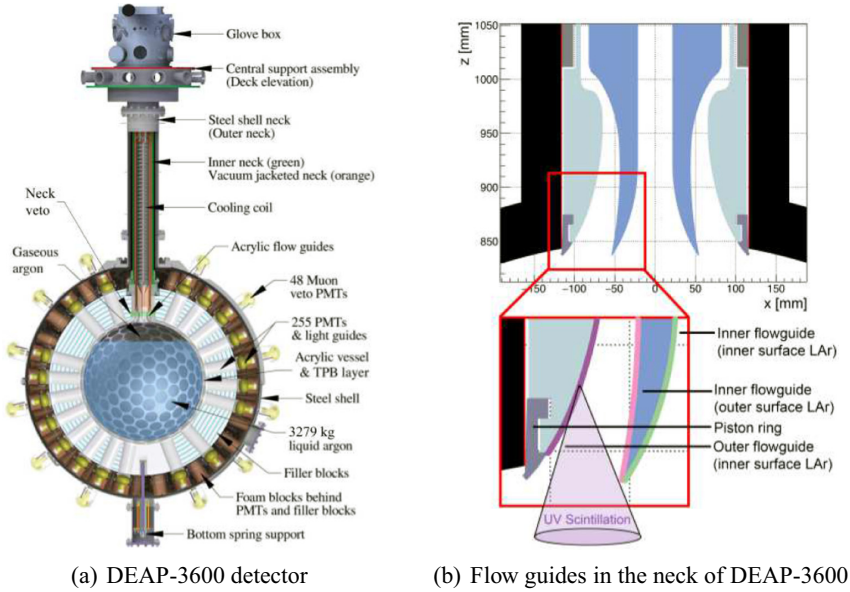 Glove box
Central support assembly
(Deck elevation)
Steel shell neck
(Outer neck)
Inner neck (green)
Vacuum jacketed neck (orange)
Neck
veto
Cooling coil
Gaseous
argon
Acrylic flow guides
48 Muon
veto PMTs
255 PMTs
& light guides
Acrylic vessel
& TPB layer
Steel shell
3279 kg
liquid argon
Filler blocks
Foam blocks behind
PMTs and filler blocks
Bottom spring support
(a) DEAP-3600 detector
z [mm]
1050
1000
950
900
850
−150 −100 −50 0 50 100 150
x [mm]
Inner flowguide
(inner surface LAr)
Inner flowguide
(outer surface LAr)
Piston ring
Outer flowguide
(inner surface LAr)
UV Scintillation
(b) Flow guides in the neck of DEAP-3600